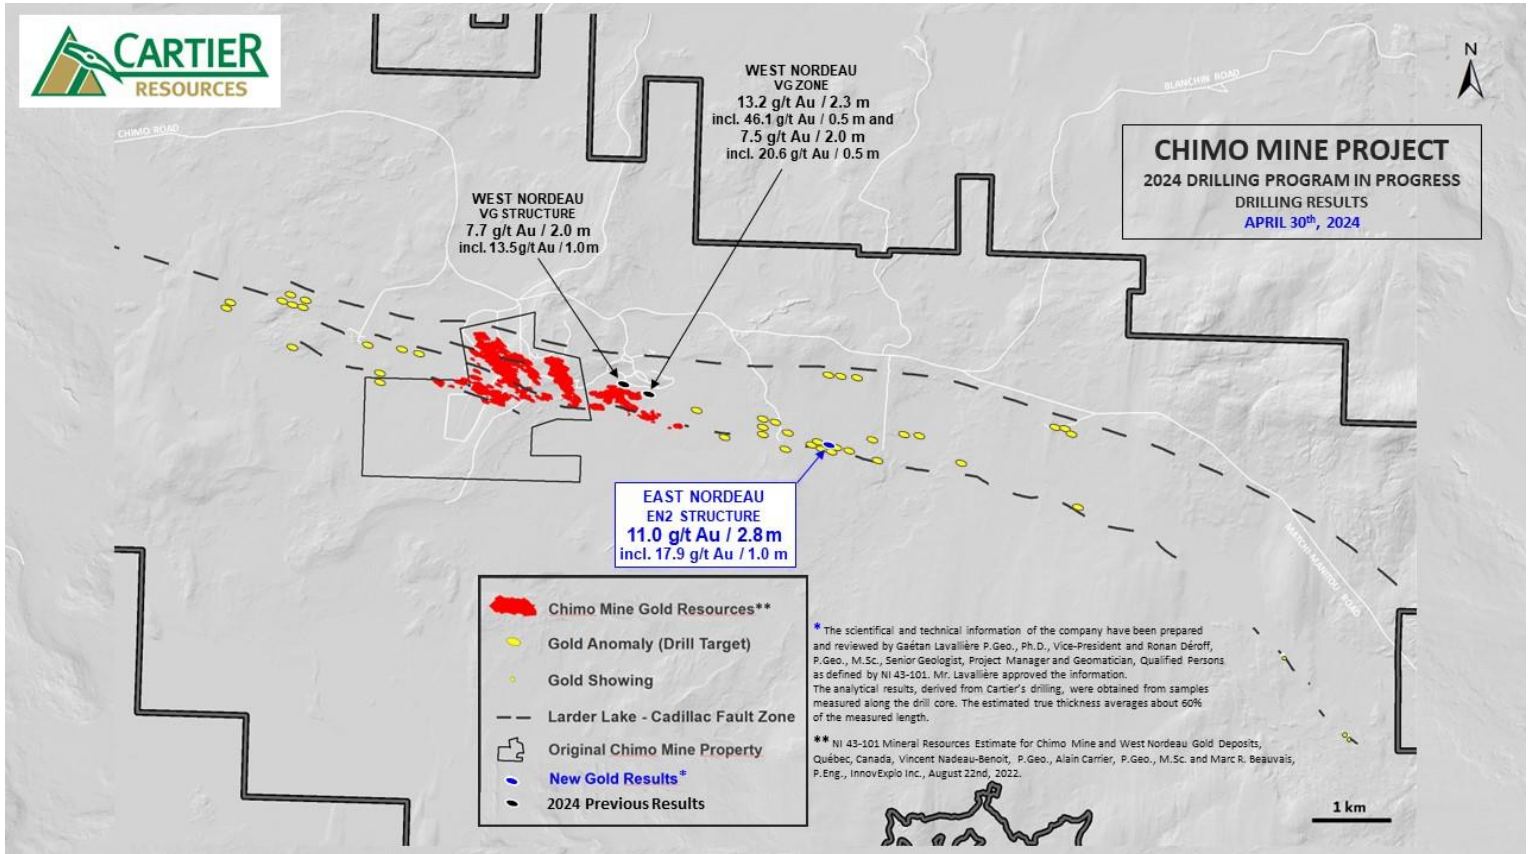 CARTIER
RESOURCES
N
BLANCHIN ROAD
CHIMO ROAD
WEST NORDEAU
VG ZONE
13.2 g/t Au / 2.3 m
incl. 46.1 g/t Au / 0.5 m and
7.5 g/t Au / 2.0 m
incl. 20.6 g/t Au / 0.5 m
CHIMO MINE PROJECT
2024 DRILLING PROGRAM IN PROGRESS
DRILLING RESULTS
APRIL 30th, 2024
WEST NORDEAU
VG STRUCTURE
7.7 g/t Au / 2.0 m
incl. 13.5g/t Au / 1.0 m
EAST NORDEAU
EN2 STRUCTURE
11.0 g/t Au / 2.8 m
incl. 17.9 g/t Au / 1.0 m
MATCHI-MANITOU ROAD
Chimo Mine Gold Resources**
Gold Anomaly (Drill Target)
Gold Showing
Larder Lake - Cadillac Fault Zone
Original Chimo Mine Property
New Gold Results*
2024 Previous Results
* The scientifical and technical information of the company have been prepared
and reviewed by Gaétan Lavallière P.Geo., Ph.D., Vice-President and Ronan Déroff,
P.Geo., M.Sc., Senior Geologist, Project Manager and Geomatician, Qualified Persons
as defined by NI 43-101. Mr. Lavallière approved the information.
The analytical results, derived from Cartier's drilling, were obtained from samples
measured along the drill core. The estimated true thickness averages about 60%
of the measured length.
** NI 43-101 Mineral Resources Estimate for Chimo Mine and West Nordeau Gold Deposits,
Québec, Canada, Vincent Nadeau-Benoit, P.Geo., Alain Carrier, P.Geo., M.Sc. and Marc R. Beauvais,
P.Eng., InnovExplo Inc., August 22nd, 2022.
1 km